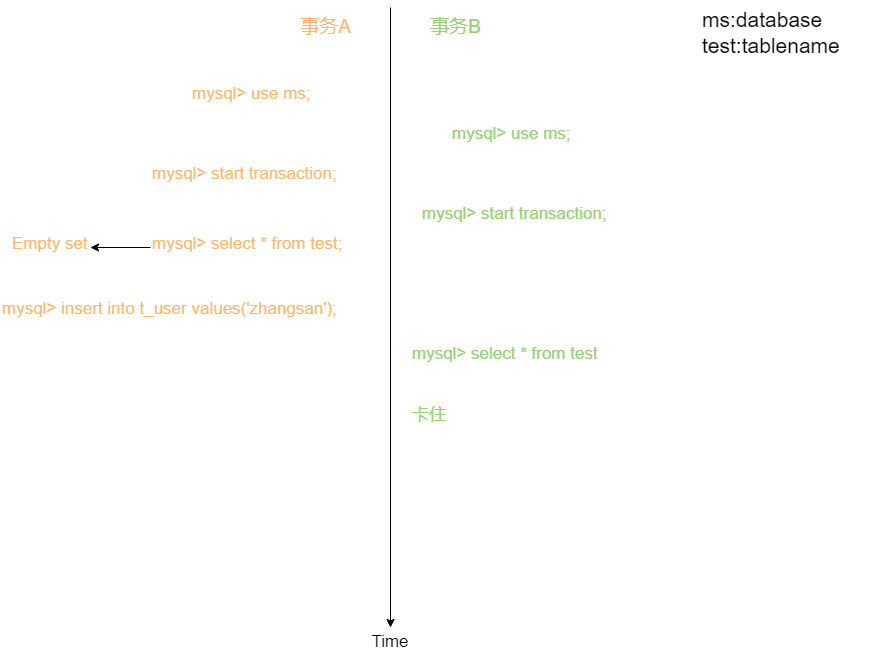 事务A
事务B
ms:database
test:tablename
mysql> use ms;
mysql> use ms;
mysql> start transaction;
mysql> start transaction;
Empty set
mysql> select * from test;
mysql> insert into t_user values('zhangsan');
mysql> select * from test
卡住
Time